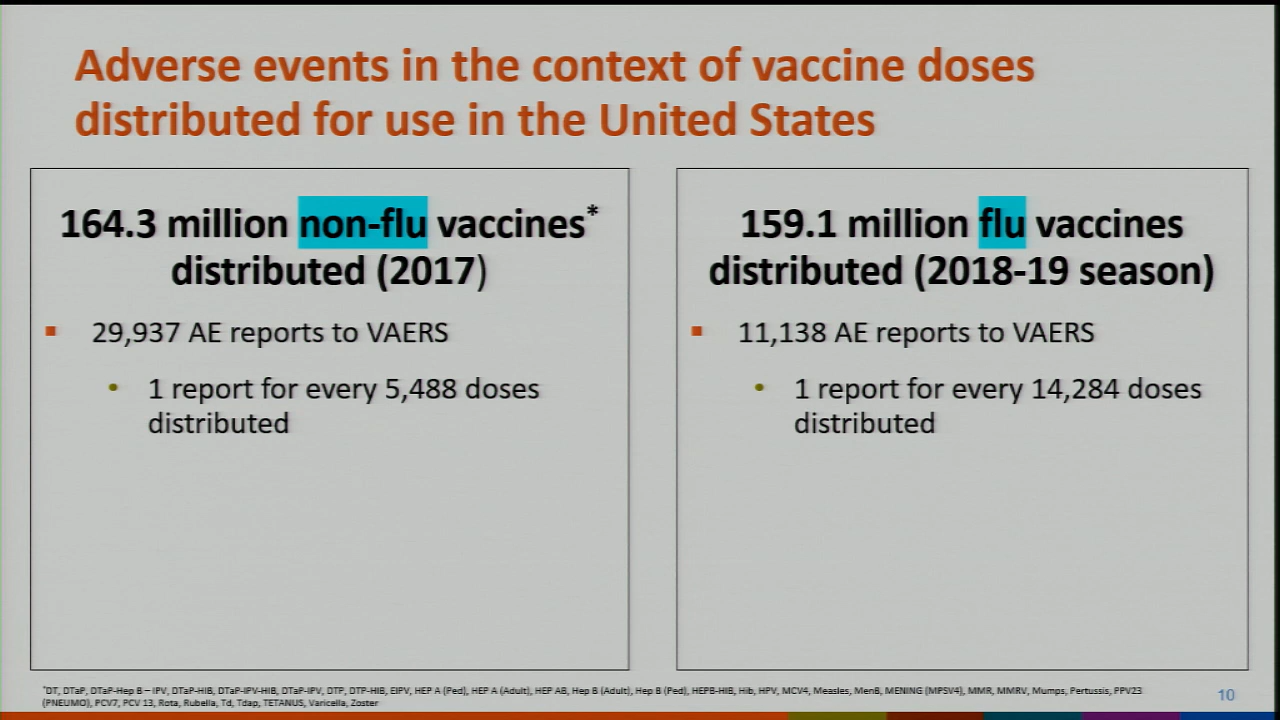 Adverse events in the context of vaccine doses
distributed for use in the United States
164.3 million non-flu vaccines*
distributed (2017)
29,937 AE reports to VAERS
1 report for every 5,488 doses
distributed
159.1 million flu vaccines
distributed (2018-19 season)
11,138 AE reports to VAERS
1 report for every 14,284 doses
distributed
*DT, DTaP, DTaP-Hep B – IPV, DTaP-HIB, DTaP-IPV-HIB, DTaP-IPV, DTP, DTP-HIB, EIPV, HEP A (Ped), HEP A (Adult), HEP AB, Hep B (Adult), Hep B (Ped), HEPB-HIB, Hib, HPV, MCV4, Measles, MenB, MENING (MPSV4), MMR, MMRV, Mumps, Pertussis, PPV23
(PNEUMO), PCV7, PCV 13, Rota, Rubella, Td, Tdap, TETANUS, Varicella, Zoster
10